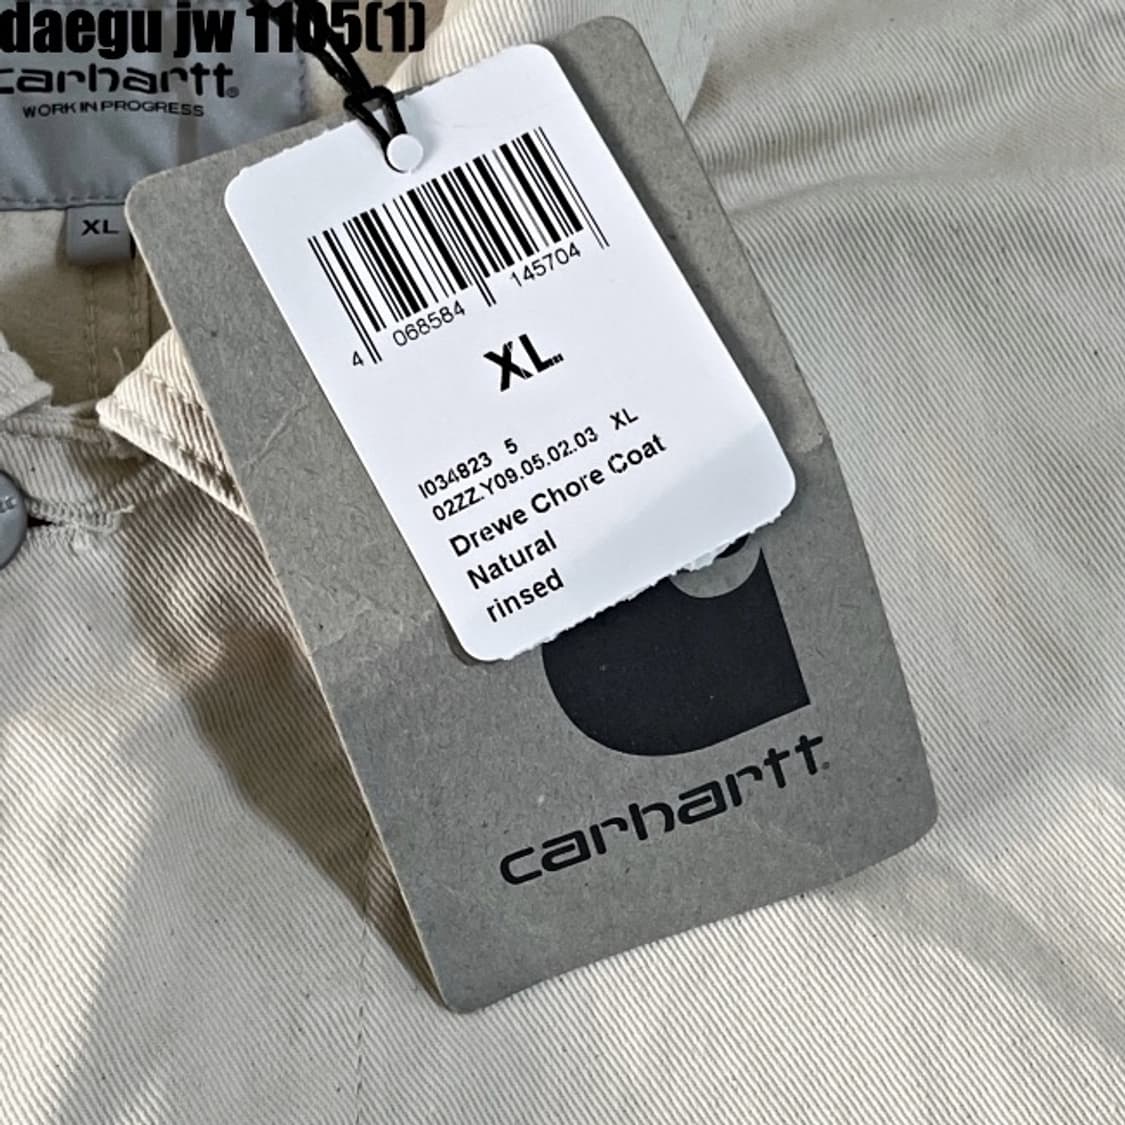 daegu jw 1105(1)
carhartt®
WORK IN PROGRESS
XL
4 068584 145704
XL
I034823 5
02ZZ.Y09.05.02.03 XL
Drewe Chore Coat
Natural
rinsed
carhartt